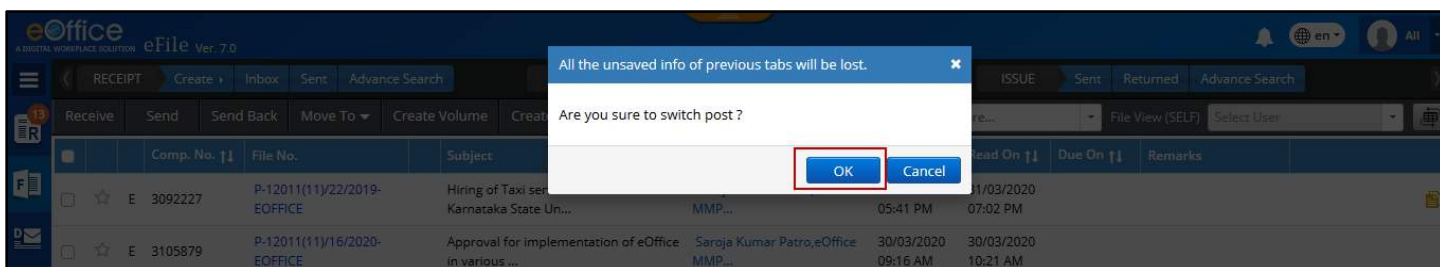 eOffice
A DIGITAL WORKPLACE SOLUTION eFile Ver. 7.0
en
All
RECEIPT Create Inbox Sent Advance Search
ISSUE Sent Returned Advance Search
All the unsaved info of previous tabs will be lost. ×
Are you sure to switch post ?
OK Cancel
13
Receive Send Send Back Move To Create Volume
File View (SELF) Select User
Comp. No. File No. Subject Read On Due On Remarks
E 3092227 P-12011(11)/22/2019- Hiring of Taxi 31/03/2020
EOFFICE Karnataka State Un... MMP... 05:41 PM 07:02 PM
E 3105879 P-12011(11)/16/2020- Approval for implementation of eOffice Saroja Kumar Patro,eOffice 30/03/2020 30/03/2020
EOFFICE in various ... MMP... 09:16 AM 10:21 AM